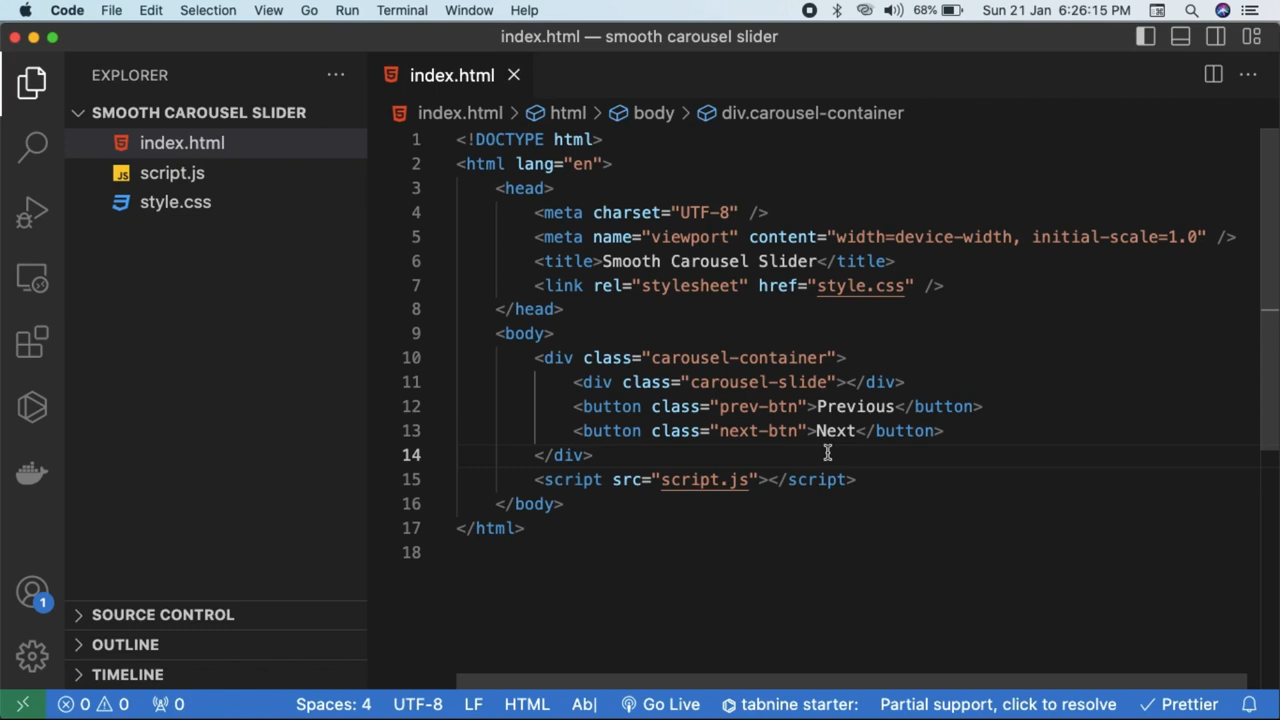 Code File Edit Selection View Go Run Terminal Window Help 68% Sun 21 Jan 6:26:15 PM
index.html — smooth carousel slider
EXPLORER
SMOOTH CAROUSEL SLIDER
index.html
JS script.js
style.css
SOURCE CONTROL
OUTLINE
TIMELINE
1
index.html
index.html > html > body > div.carousel-container
1 <!DOCTYPE html>
2 <html lang="en">
3 <head>
4 <meta charset="UTF-8" />
5 <meta name="viewport" content="width=device-width, initial-scale=1.0" />
6 <title>Smooth Carousel Slider</title>
7 <link rel="stylesheet" href="style.css" />
8 </head>
9 <body>
10 <div class="carousel-container">
11 <div class="carousel-slide"></div>
12 <button class="prev-btn">Previous</button>
13 <button class="next-btn">Next</button>
14 </div>
15 <script src="script.js"></script>
16 </body>
17 </html>
18
0 0 0 Spaces: 4 UTF-8 LF HTML Ab| Go Live tabnine starter: Partial support, click to resolve Prettier